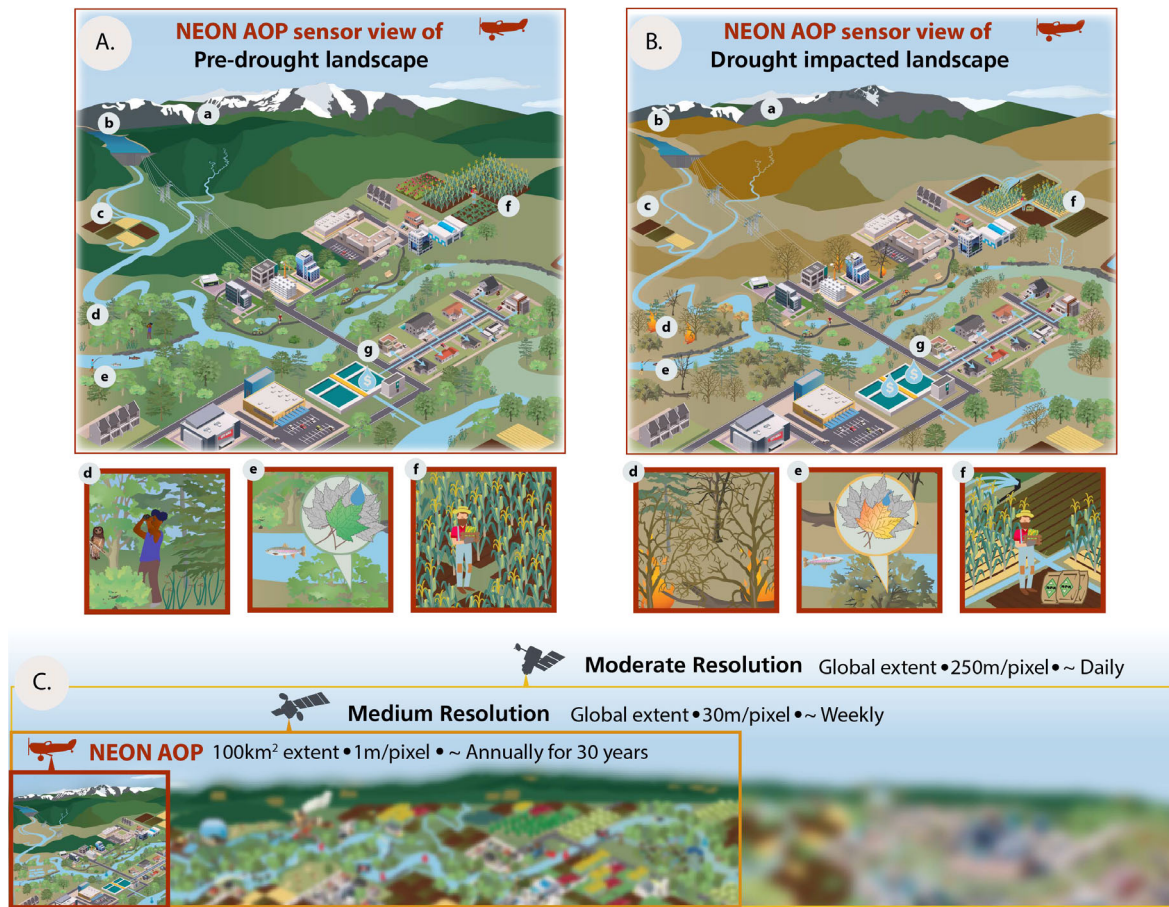 A.
NEON AOP sensor view of
Pre-drought landscape
a
b
c
f
d
g
e
$
d
e
f
B.
NEON AOP sensor view of
Drought impacted landscape
a
b
c
f
d
g
e
$
$
d
e
f
C.
Moderate Resolution Global extent •250m/pixel•~ Daily
Medium Resolution Global extent •30m/pixel•~ Weekly
NEON AOP 100km² extent •1m/pixel • ~ Annually for 30 years